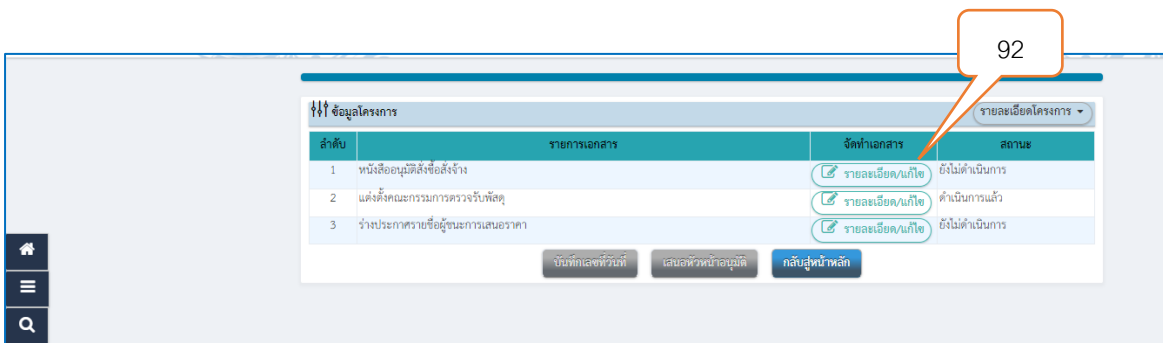 92
ข้อมูลโครงการ
รายละเอียดโครงการ
ลำดับ รายการเอกสาร จัดทำเอกสาร สถานะ
1 หนังสืออนุมัติสั่งซื้อสั่งจ้าง รายละเอียด/แก้ไข ยังไม่ดำเนินการ
2 แต่งตั้งคณะกรรมการตรวจรับพัสดุ รายละเอียด/แก้ไข ดำเนินการแล้ว
3 ร่างประกาศรายชื่อผู้ชนะการเสนอราคา รายละเอียด/แก้ไข ยังไม่ดำเนินการ
บันทึกเลขที่วันที่ เสนอหัวหน้าอนุมัติ กลับสู่หน้าหลัก